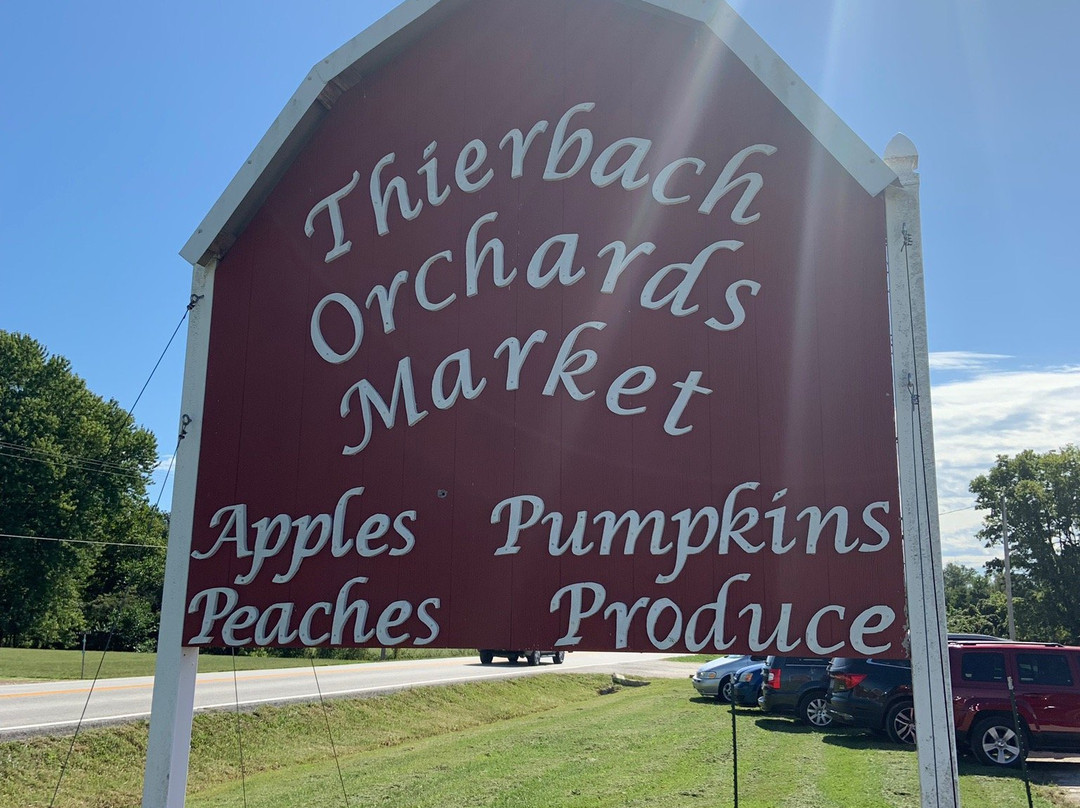 Thierbach
Orchards
Market
Apples Pumpkins
Peaches Produce